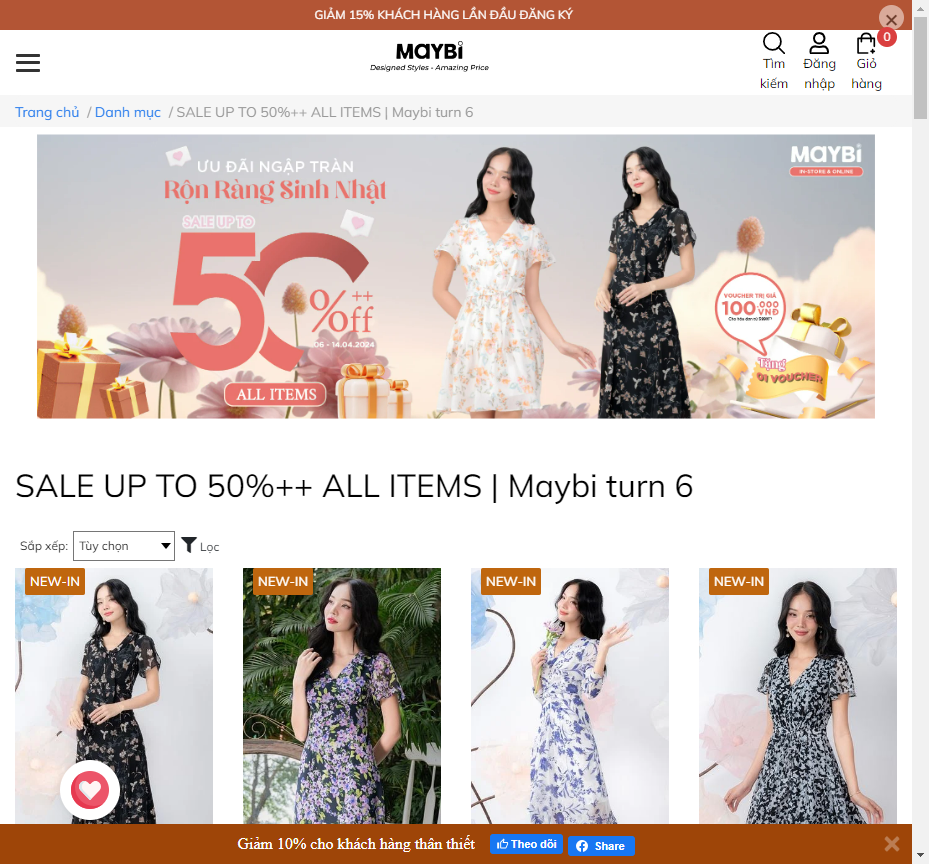 GIẢM 15% KHÁCH HÀNG LẦN ĐẦU ĐĂNG KÝ
MAYBI
Designed Styles - Amazing Price
Tìm kiếm
Đăng nhập
Giỏ hàng
0
Trang chủ / Danh mục / SALE UP TO 50%++ ALL ITEMS | Maybi turn 6
ƯU ĐÃI NGẬP TRÀN
Rộn Ràng Sinh Nhật
SALE UP TO
50%++ off
06 - 14.04.2024
ALL ITEMS
MAYBI
IN-STORE & ONLINE
VOUCHER TRỊ GIÁ
100.000 VNĐ
Tặng
01 VOUCHER
SALE UP TO 50%++ ALL ITEMS | Maybi turn 6
Sắp xếp: Tùy chọn Lọc
NEW-IN
NEW-IN
NEW-IN
NEW-IN
Giảm 10% cho khách hàng thân thiết
Theo dõi
Share